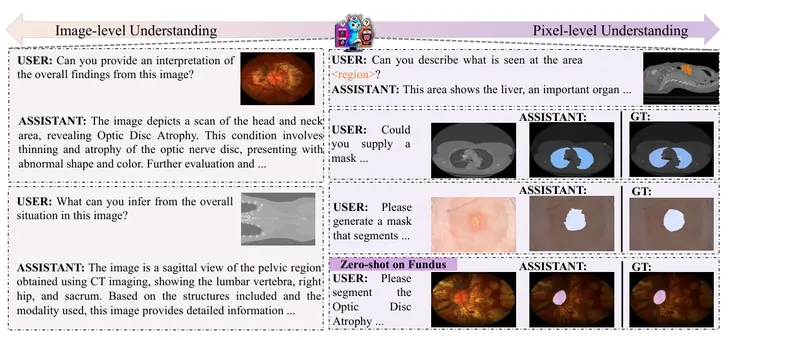 Image-level Understanding
Pixel-level Understanding
USER: Can you provide an interpretation of
the overall findings from this image?
ASSISTANT: The image depicts a scan of the head and neck
area, revealing Optic Disc Atrophy. This condition involves
thinning and atrophy of the optic nerve disc, presenting with
abnormal shape and color. Further evaluation and ...
USER: What can you infer from the overall
situation in this image?
ASSISTANT: The image is a sagittal view of the pelvic region
obtained using CT imaging, showing the lumbar vertebra, right
hip, and sacrum. Based on the structures included and the
modality used, this image provides detailed information ...
USER: Can you describe what is seen at the area
<region>?
ASSISTANT: This area shows the liver, an important organ ...
USER: Could
you supply a
mask ...
ASSISTANT:
GT:
USER: Please
generate a mask
that segments ...
ASSISTANT:
GT:
Zero-shot on Fundus
USER: Please
segment the
Optic Disc
Atrophy ...
ASSISTANT:
GT: